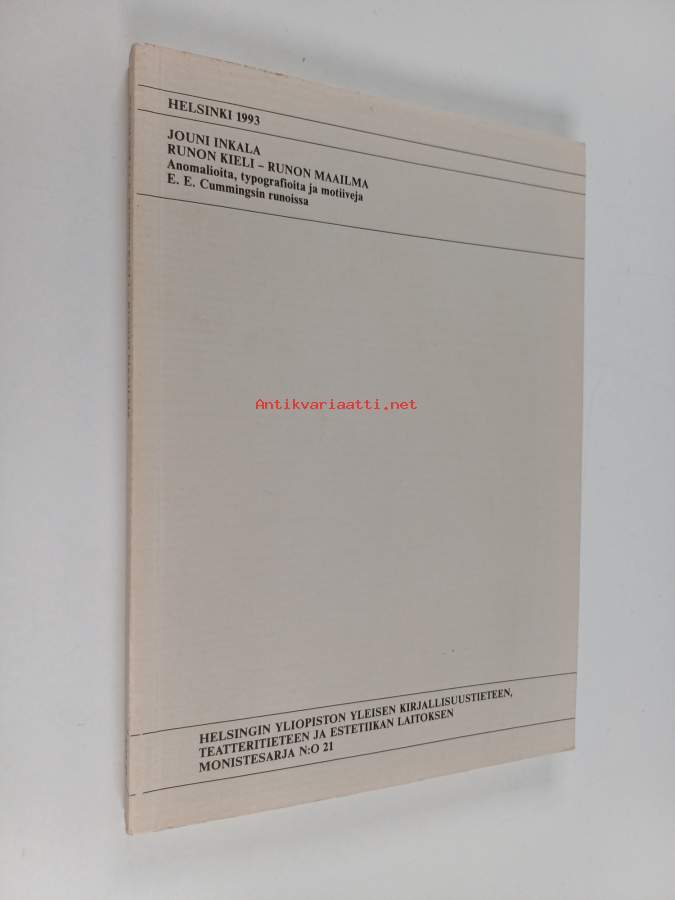 HELSINKI 1993
JOUNI INKALA
RUNON KIELI – RUNON MAAILMA
Anomalioita, typografioita ja motiiveja
E. E. Cummingsin runoissa
Antikvariaatti.net
HELSINGIN YLIOPISTON YLEISEN KIRJALLISUUSTIETEEN,
TEATTERITIETEEN JA ESTETIIKAN LAITOKSEN
MONISTESARJA N:O 21